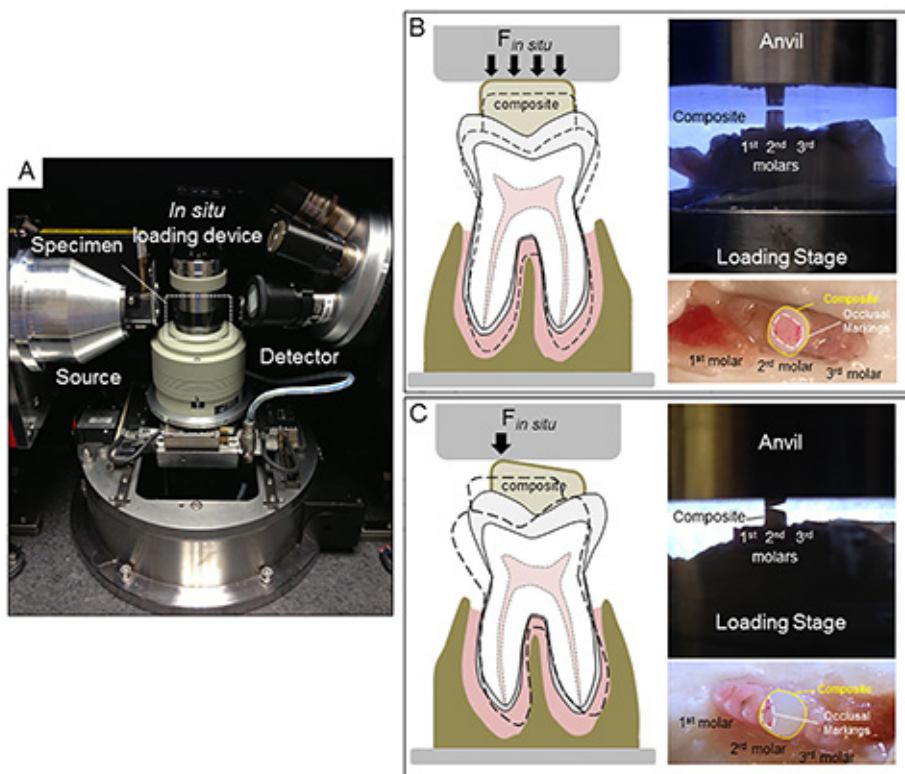 A
In situ
loading device
Specimen
Source
Detector
B
F in situ
composite
Anvil
Composite
1st 2nd 3rd
molars
Loading Stage
Composite
Occlusal
Markings
1st molar
2nd molar
3rd molar
C
F in situ
composite
Anvil
Composite
1st 2nd 3rd
molars
Loading Stage
Composite
Occlusal
Markings
1st molar
2nd molar
3rd molar